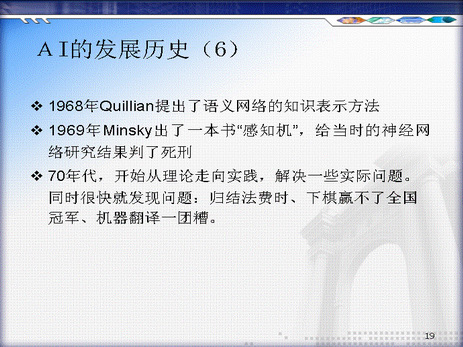 AI的发展历史（6）
❖ 1968年Quillian提出了语义网络的知识表示方法
❖ 1969年Minsky出了一本书“感知机”，给当时的神经网
络研究结果判了死刑
❖ 70年代，开始从理论走向实践，解决一些实际问题。
同时很快就发现问题：归结法费时、下棋赢不了全国
冠军、机器翻译一团糟。
19